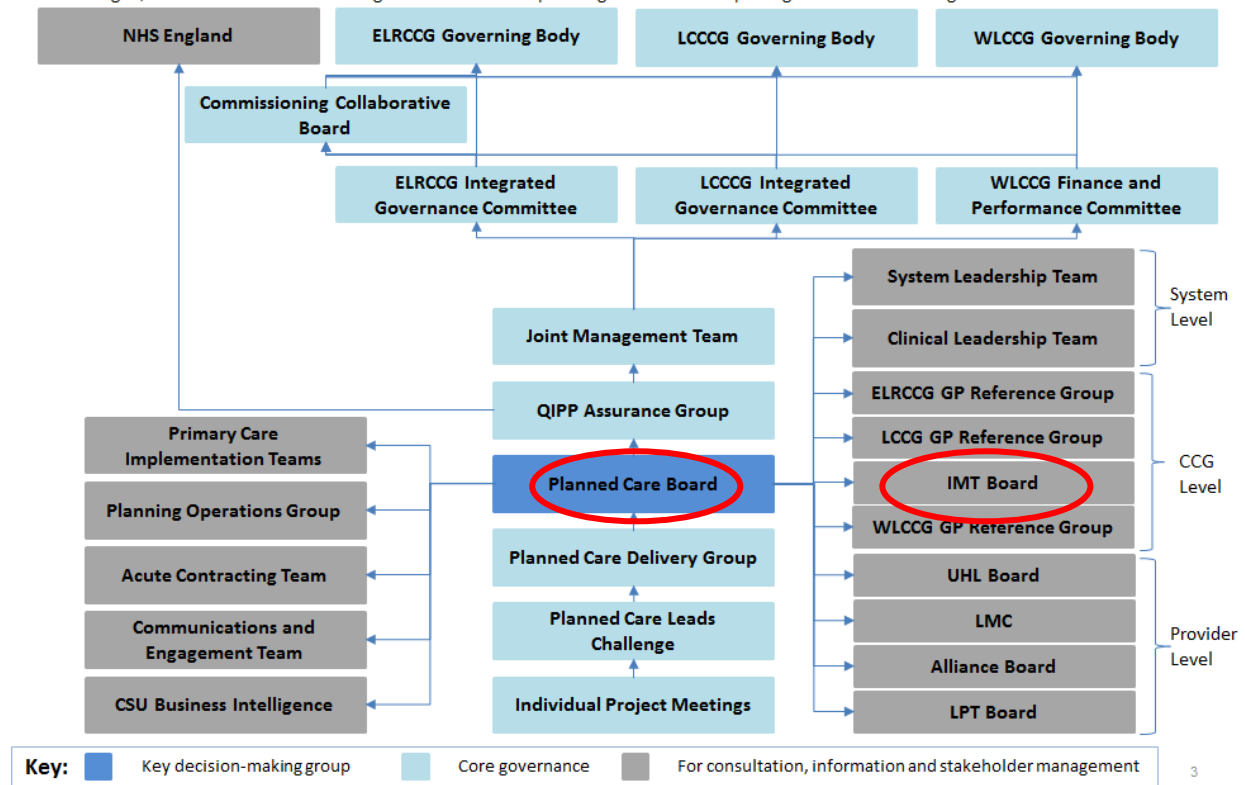 NHS England
ELRCCG Governing Body
LCCCG Governing Body
WLCCG Governing Body
Commissioning Collaborative
Board
ELRCCG Integrated
Governance Committee
LCCCG Integrated
Governance Committee
WLCCG Finance and
Performance Committee
System Leadership Team
System
Level
Joint Management Team
Clinical Leadership Team
QIPP Assurance Group
ELRCCG GP Reference Group
Primary Care
Implementation Teams
LCCG GP Reference Group
CCG
Level
Planned Care Board
IMT Board
Planning Operations Group
WLCCG GP Reference Group
Planned Care Delivery Group
Acute Contracting Team
UHL Board
Planned Care Leads
Challenge
LMC
Communications and
Engagement Team
Provider
Level
Alliance Board
CSU Business Intelligence
Individual Project Meetings
LPT Board
Key:
Key decision-making group
Core governance
For consultation, information and stakeholder management
3